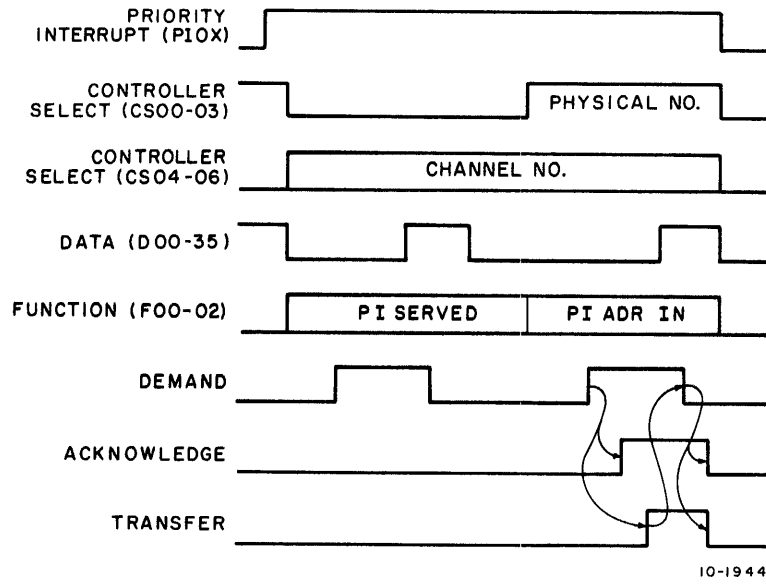 PRIORITY
INTERRUPT (PIOX)
CONTROLLER
SELECT (CS00-03)
PHYSICAL NO.
CONTROLLER
SELECT (CS04-06)
CHANNEL NO.
DATA (D00-35)
FUNCTION (F00-02)
PI SERVED
PI ADR IN
DEMAND
ACKNOWLEDGE
TRANSFER
10-1944